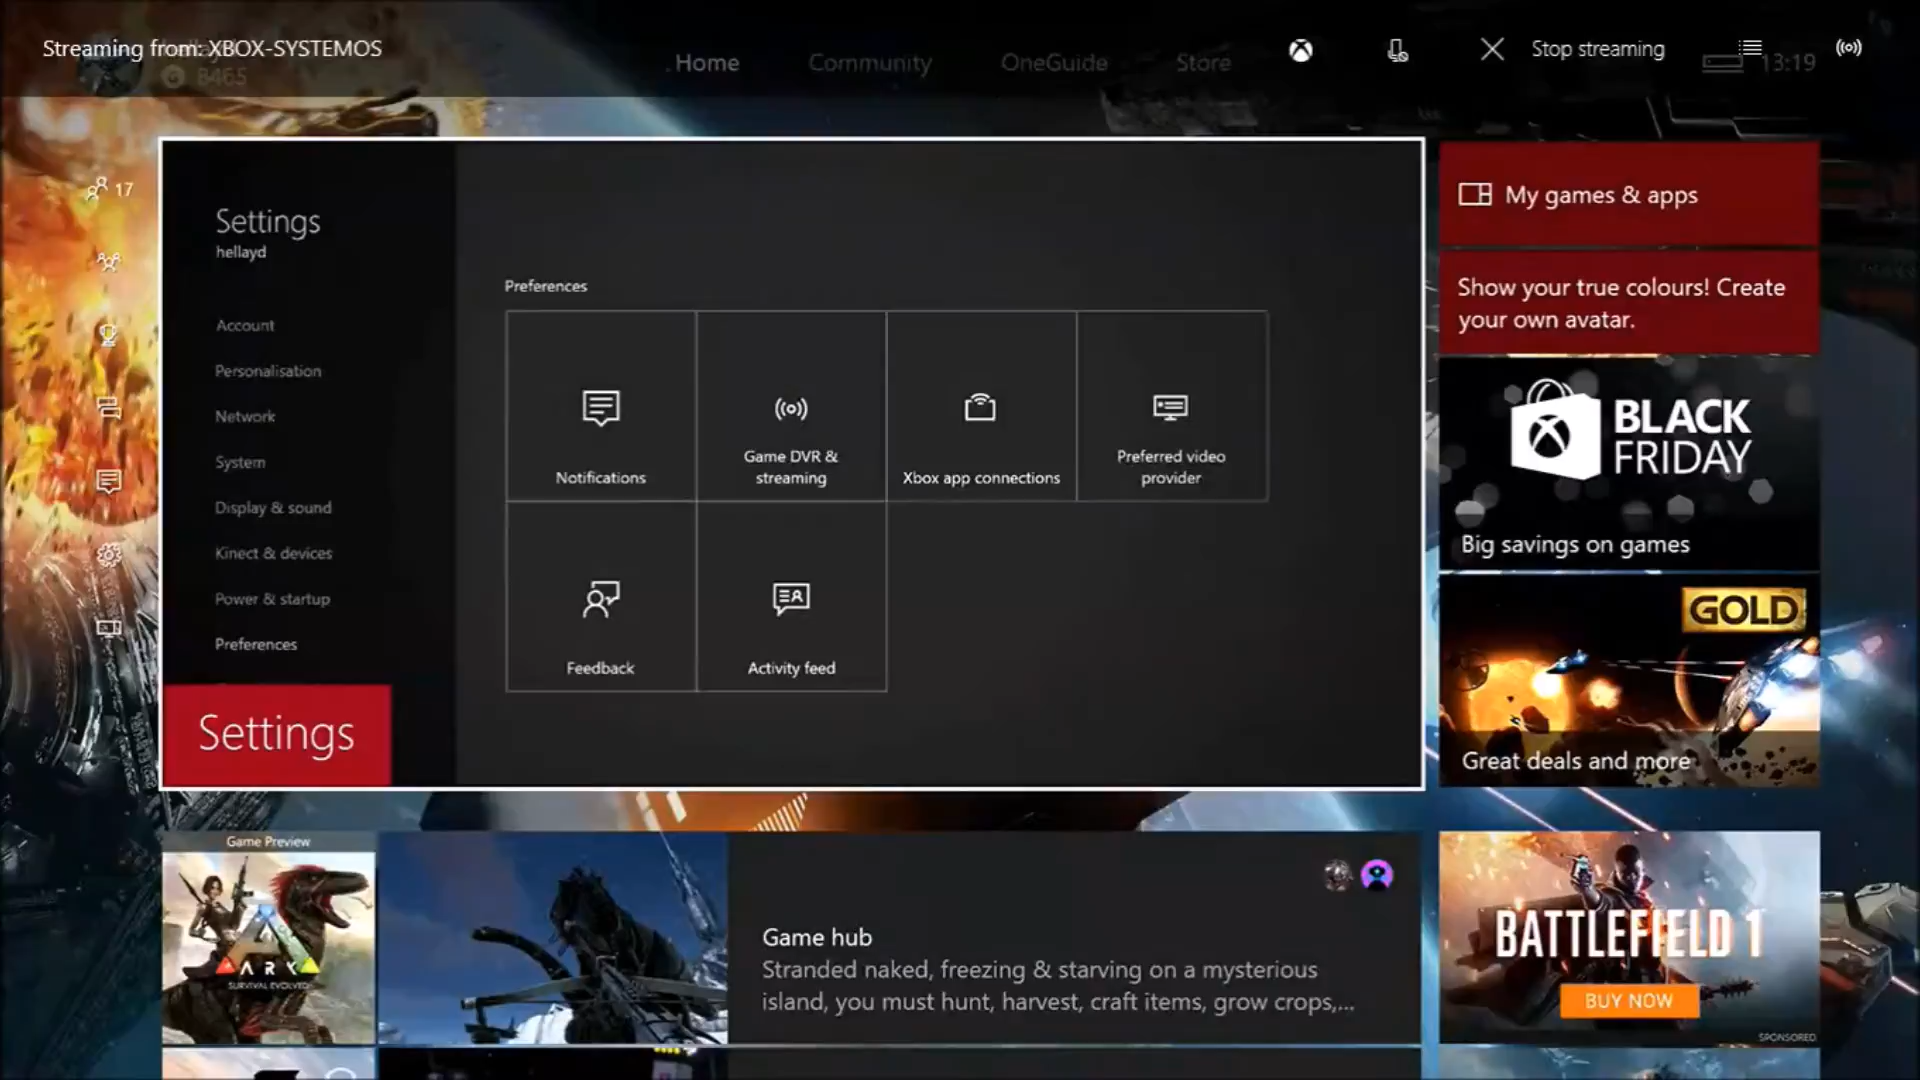 Streaming from: XBOX-SYSTEMOS
8465
Home
Community
OneGuide
Store
Stop streaming
13:19
17
Settings
hellayd
Account
Personalisation
Network
System
Display & sound
Kinect & devices
Power & startup
Preferences
Settings
Preferences
Notifications
Game DVR &
streaming
Xbox app connections
Preferred video
provider
Feedback
Activity feed
My games & apps
Show your true colours! Create
your own avatar.
BLACK
FRIDAY
Big savings on games
GOLD
Great deals and more
Game Preview
ARK
SURVIVAL EVOLVED
Game hub
Stranded naked, freezing & starving on a mysterious
island, you must hunt, harvest, craft items, grow crops,...
BATTLEFIELD 1
BUY NOW
SPONSORED